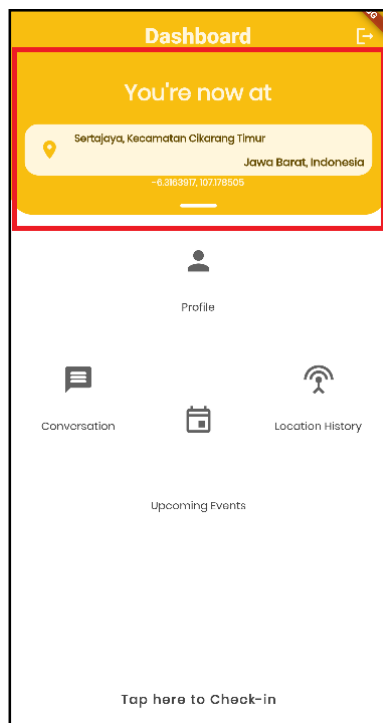 Dashboard
You're now at
Sertajaya, Kecamatan Cikarang Timur
Jawa Barat, Indonesia
-6.3163917, 107.178505
Profile
Conversation
Location History
Upcoming Events
Tap here to Check-in